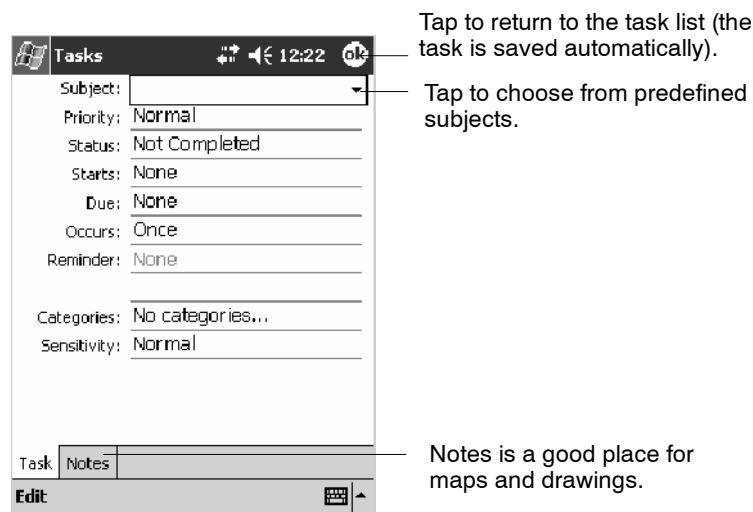 Tap to return to the task list (the
task is saved automatically).
Tasks 12:22 ok
Subject:
Tap to choose from predefined
subjects.
Priority: Normal
Status: Not Completed
Starts: None
Due: None
Occurs: Once
Reminder: None
Categories: No categories...
Sensitivity: Normal
Notes is a good place for
maps and drawings.
Task Notes
Edit